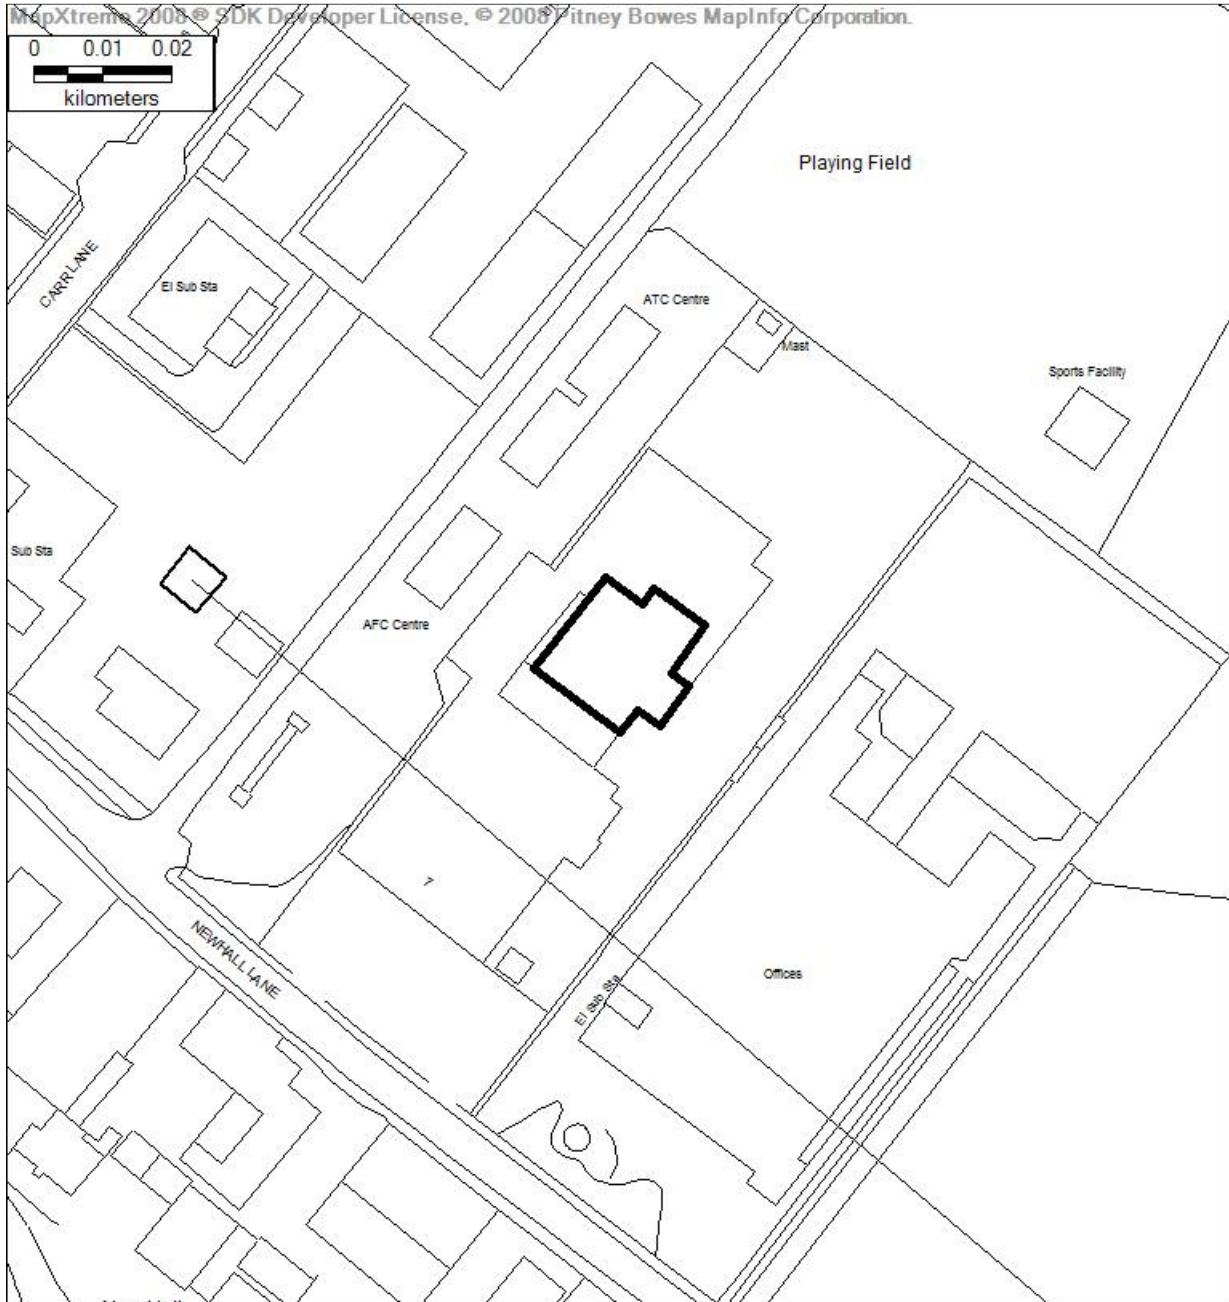 MapXtreme 2008 ® SDK Developer License. © 2008 Pitney Bowes MapInfo Corporation.
0 0.01 0.02
kilometers
Playing Field
CARR LANE
El Sub Sta
ATC Centre
Mast
Sports Facility
Sub Sta
AFC Centre
7
NEWHALL LANE
El Sub Sta
Offices